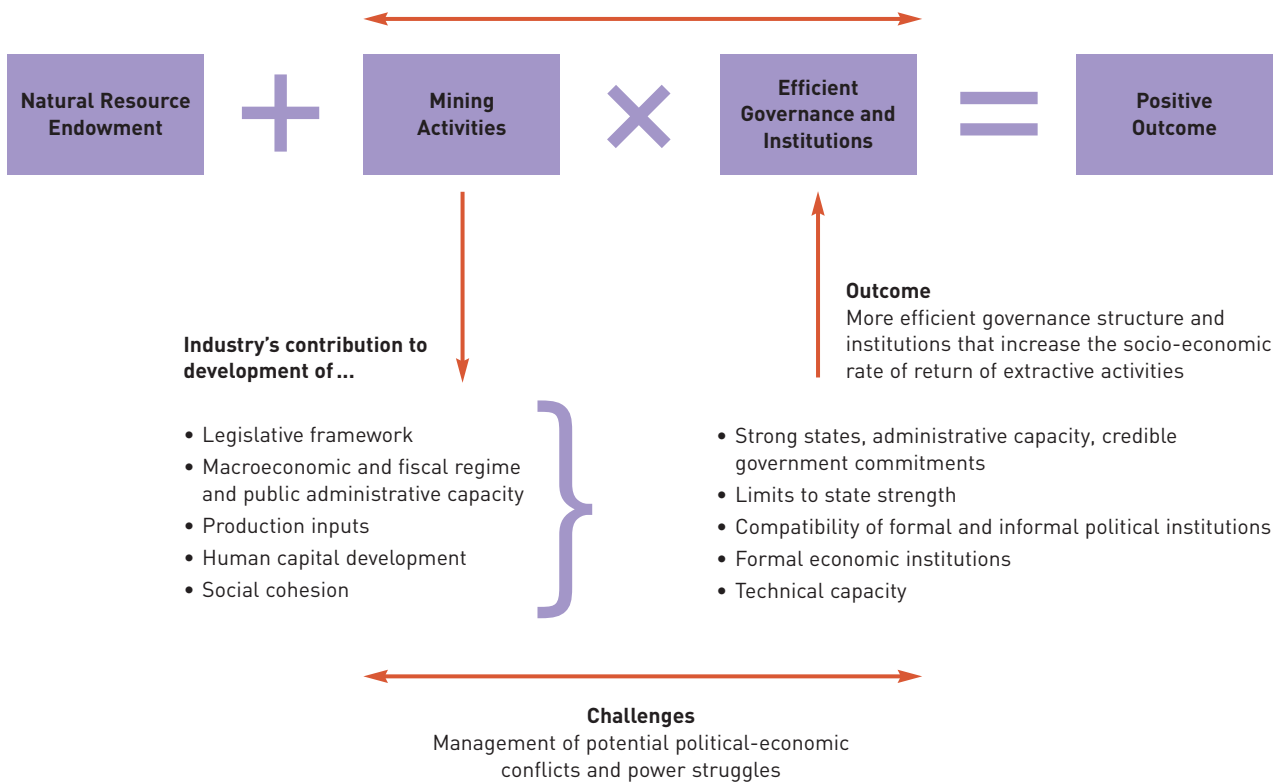 Natural Resource
Endowment
+
Mining
Activities
×
Efficient
Governance and
Institutions
=
Positive
Outcome
Industry’s contribution to
development of ...
• Legislative framework
• Macroeconomic and fiscal regime
and public administrative capacity
• Production inputs
• Human capital development
• Social cohesion
}
Outcome
More efficient governance structure and
institutions that increase the socio-economic
rate of return of extractive activities
• Strong states, administrative capacity, credible
government commitments
• Limits to state strength
• Compatibility of formal and informal political institutions
• Formal economic institutions
• Technical capacity
Challenges
Management of potential political-economic
conflicts and power struggles